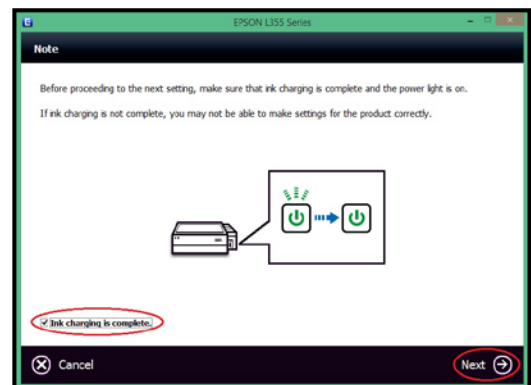 EPSON L355 Series
Note
Before proceeding to the next setting, make sure that ink charging is complete and the power light is on.
If ink charging is not complete, you may not be able to make settings for the product correctly.
Ink charging is complete.
Cancel
Next